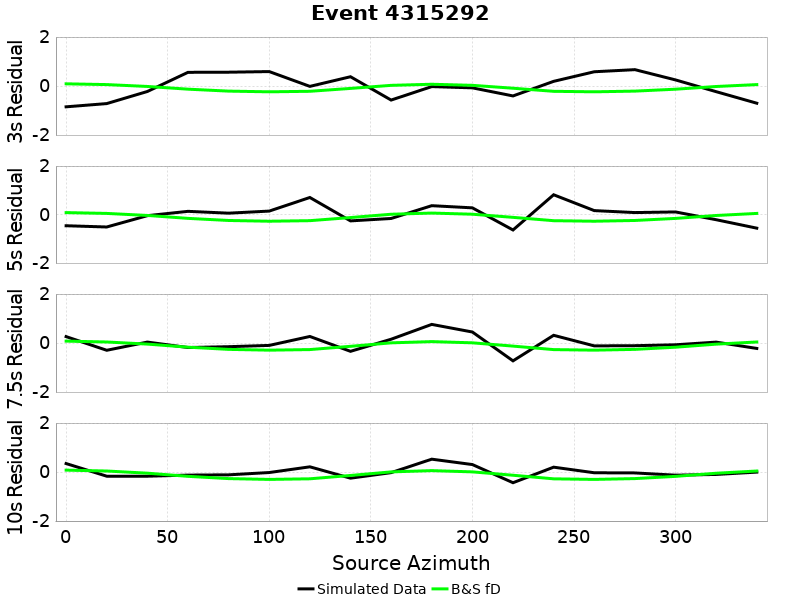 Event 4315292
3s Residual
2
0
-2
5s Residual
2
0
-2
7.5s Residual
2
0
-2
10s Residual
2
0
-2
0 50 100 150 200 250 300
Source Azimuth
Simulated Data B&S fD